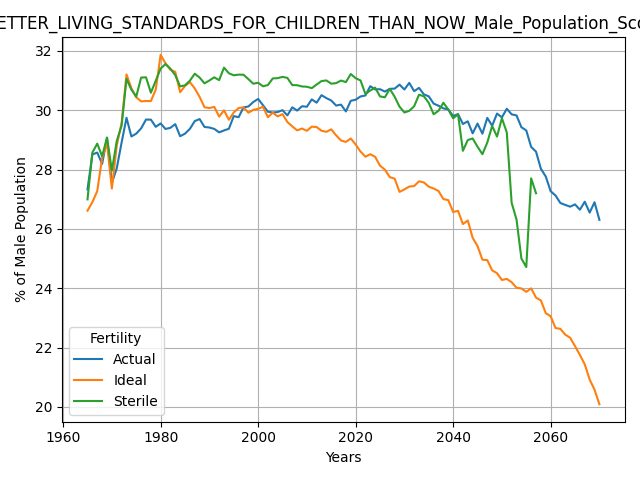 ETTER_LIVING_STANDARDS_FOR_CHILDREN_THAN_NOW_Male_Population_Sco
32
30
28
26
24
22
20
% of Male Population
Fertility
Actual
Ideal
Sterile
1960 1980 2000 2020 2040 2060
Years